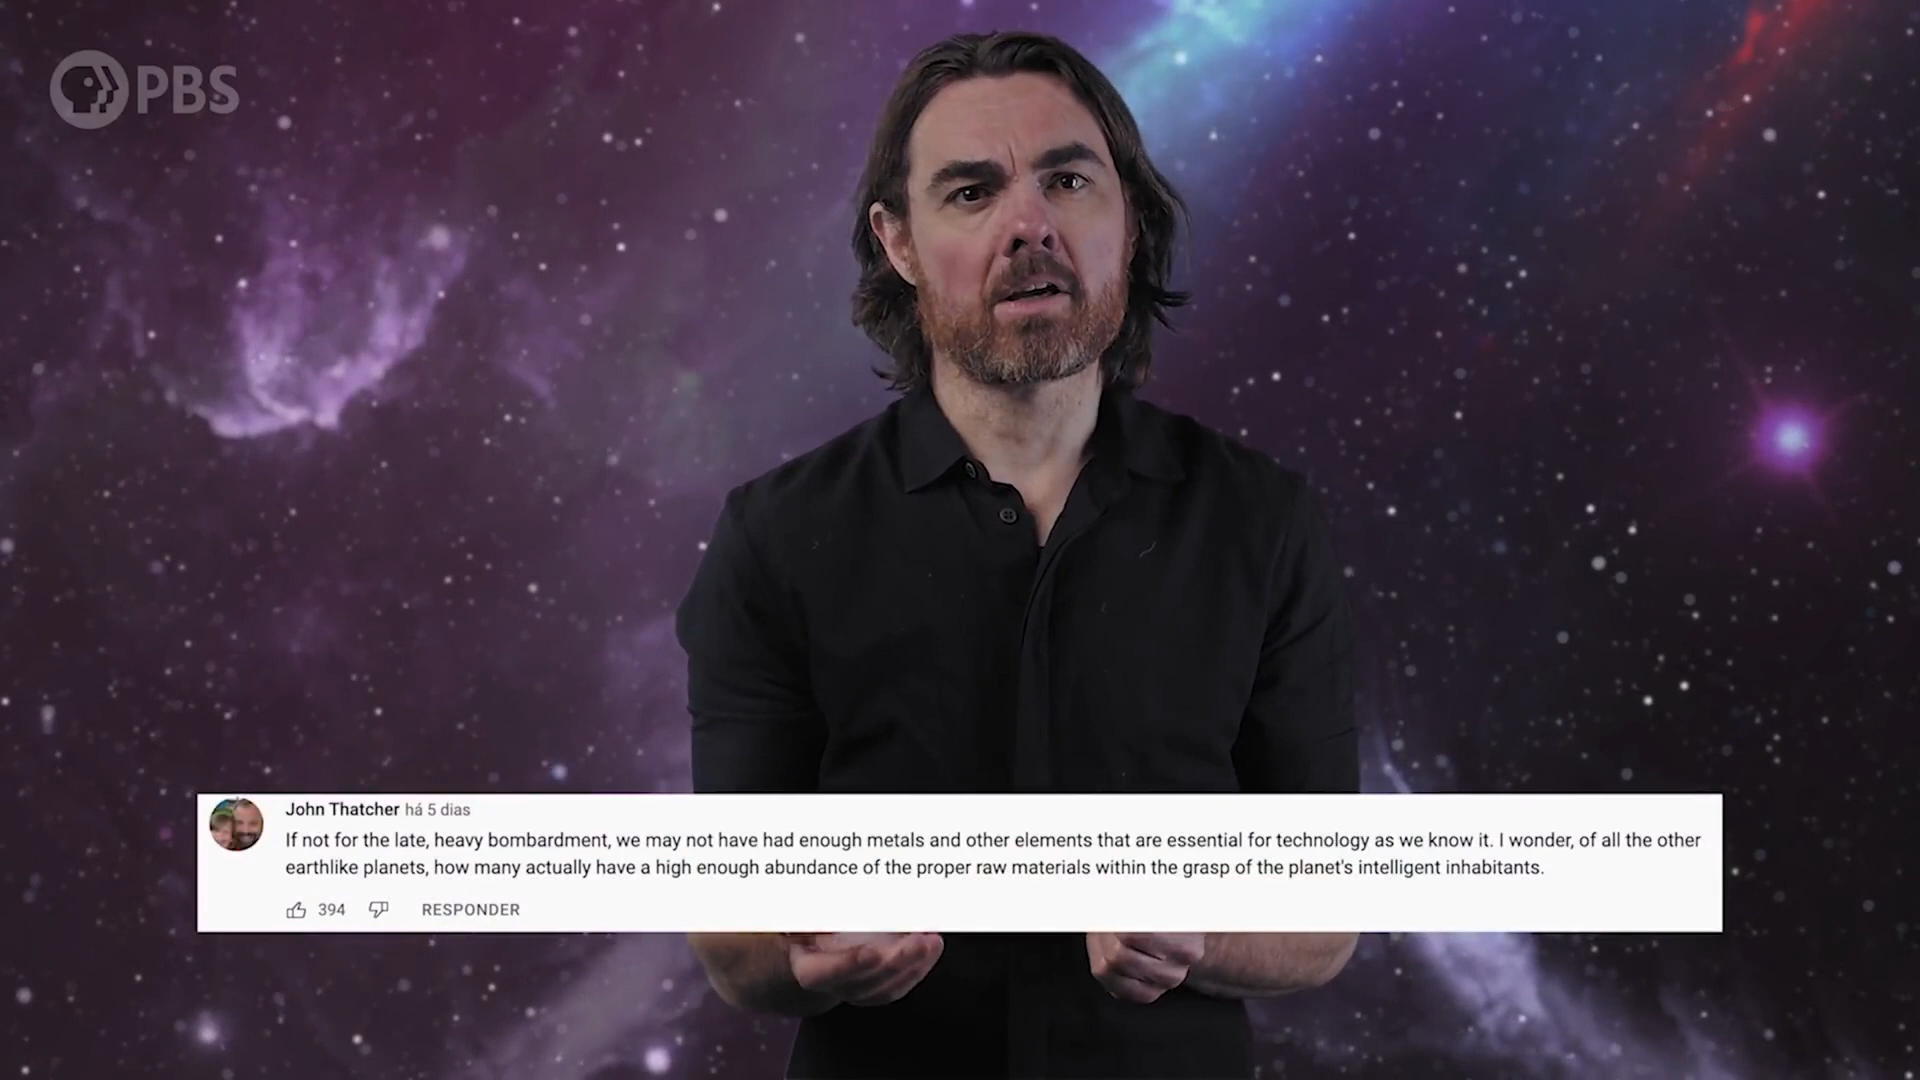 PBS
John Thatcher há 5 dias
If not for the late, heavy bombardment, we may not have had enough metals and other elements that are essential for technology as we know it. I wonder, of all the other
earthlike planets, how many actually have a high enough abundance of the proper raw materials within the grasp of the planet's intelligent inhabitants.
394 RESPONDER